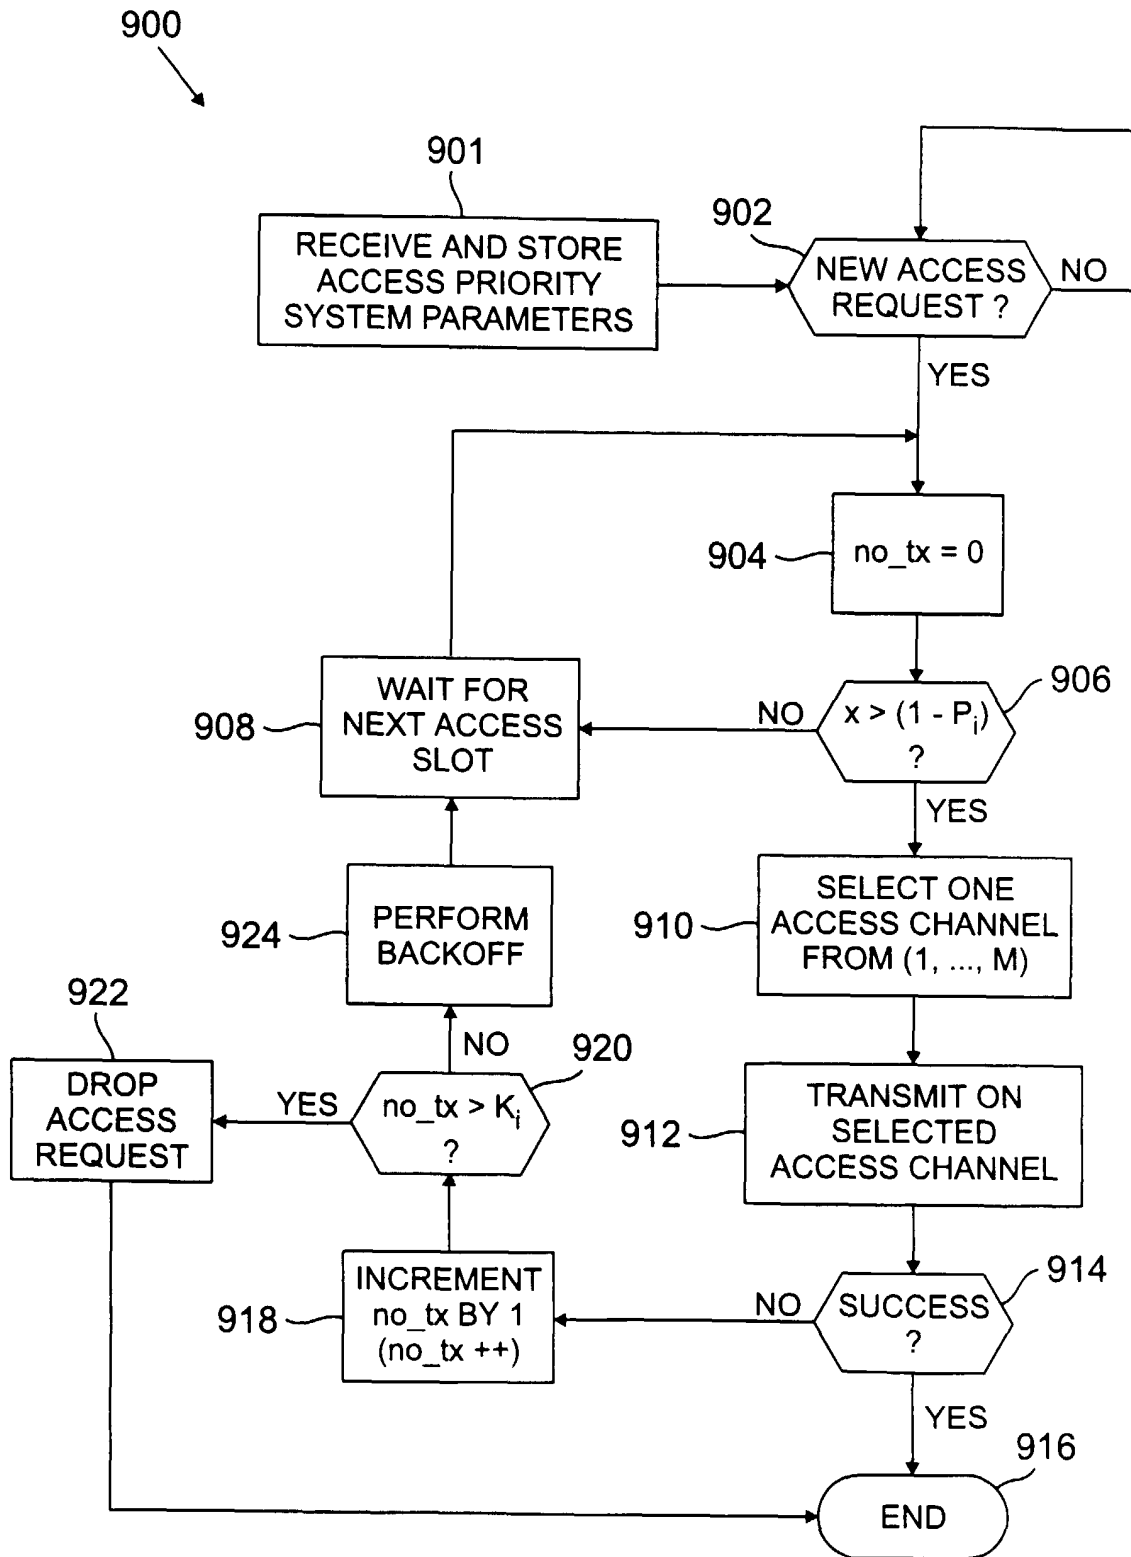 900
901
RECEIVE AND STORE
ACCESS PRIORITY
SYSTEM PARAMETERS
902
NEW ACCESS
REQUEST ?
NO
YES
904
no_tx = 0
906
x > (1 - Pi)
?
NO
YES
908
WAIT FOR
NEXT ACCESS
SLOT
910
SELECT ONE
ACCESS CHANNEL
FROM (1, ..., M)
924
PERFORM
BACKOFF
922
DROP
ACCESS
REQUEST
YES
NO
920
no_tx > Ki
?
912
TRANSMIT ON
SELECTED
ACCESS CHANNEL
918
INCREMENT
no_tx BY 1
(no_tx ++)
NO
914
SUCCESS
?
YES
916
END